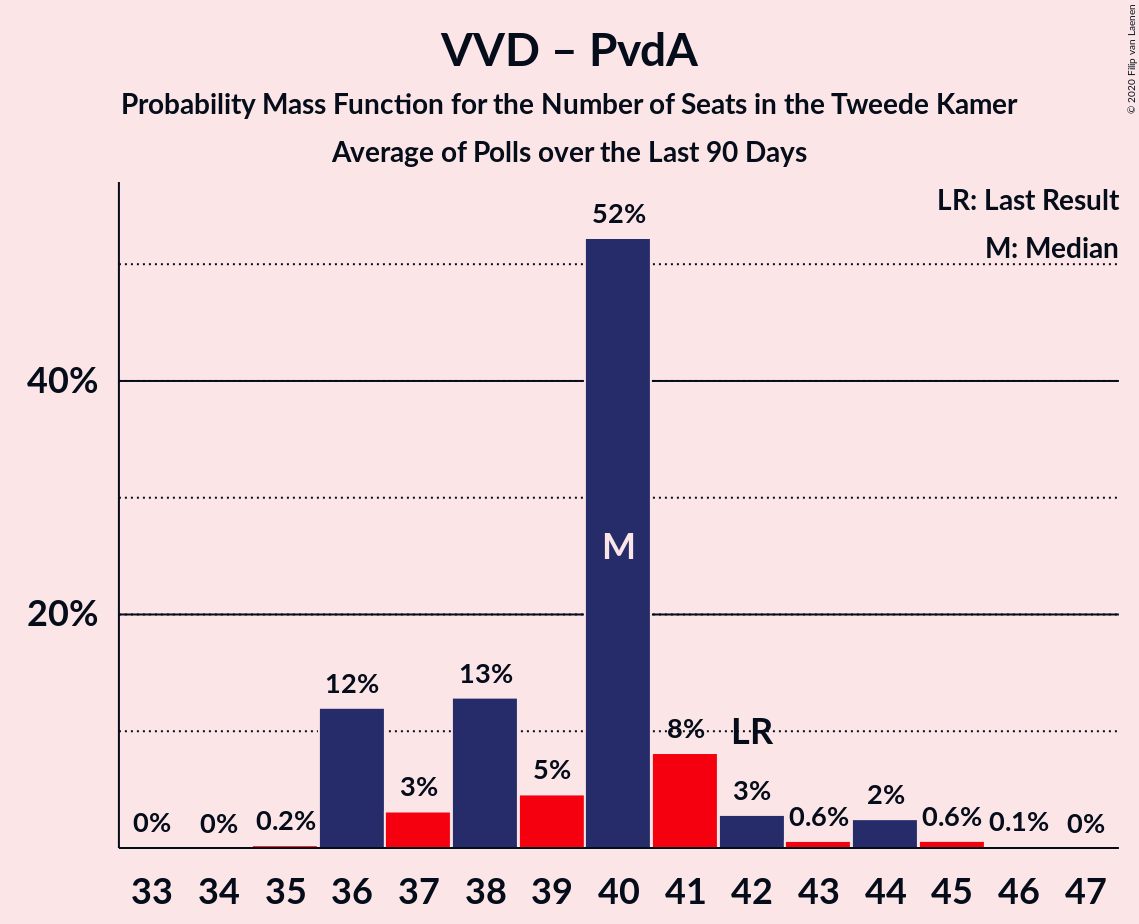 VVD – PvdA
Probability Mass Function for the Number of Seats in the Tweede Kamer
Average of Polls over the Last 90 Days
© 2020 Filip van Laenen
LR: Last Result
M: Median
40%
20%
0% 0% 0.2% 12% 3% 13% 5% 52% 8% 3% 0.6% 2% 0.6% 0.1% 0%
M
LR
33 34 35 36 37 38 39 40 41 42 43 44 45 46 47